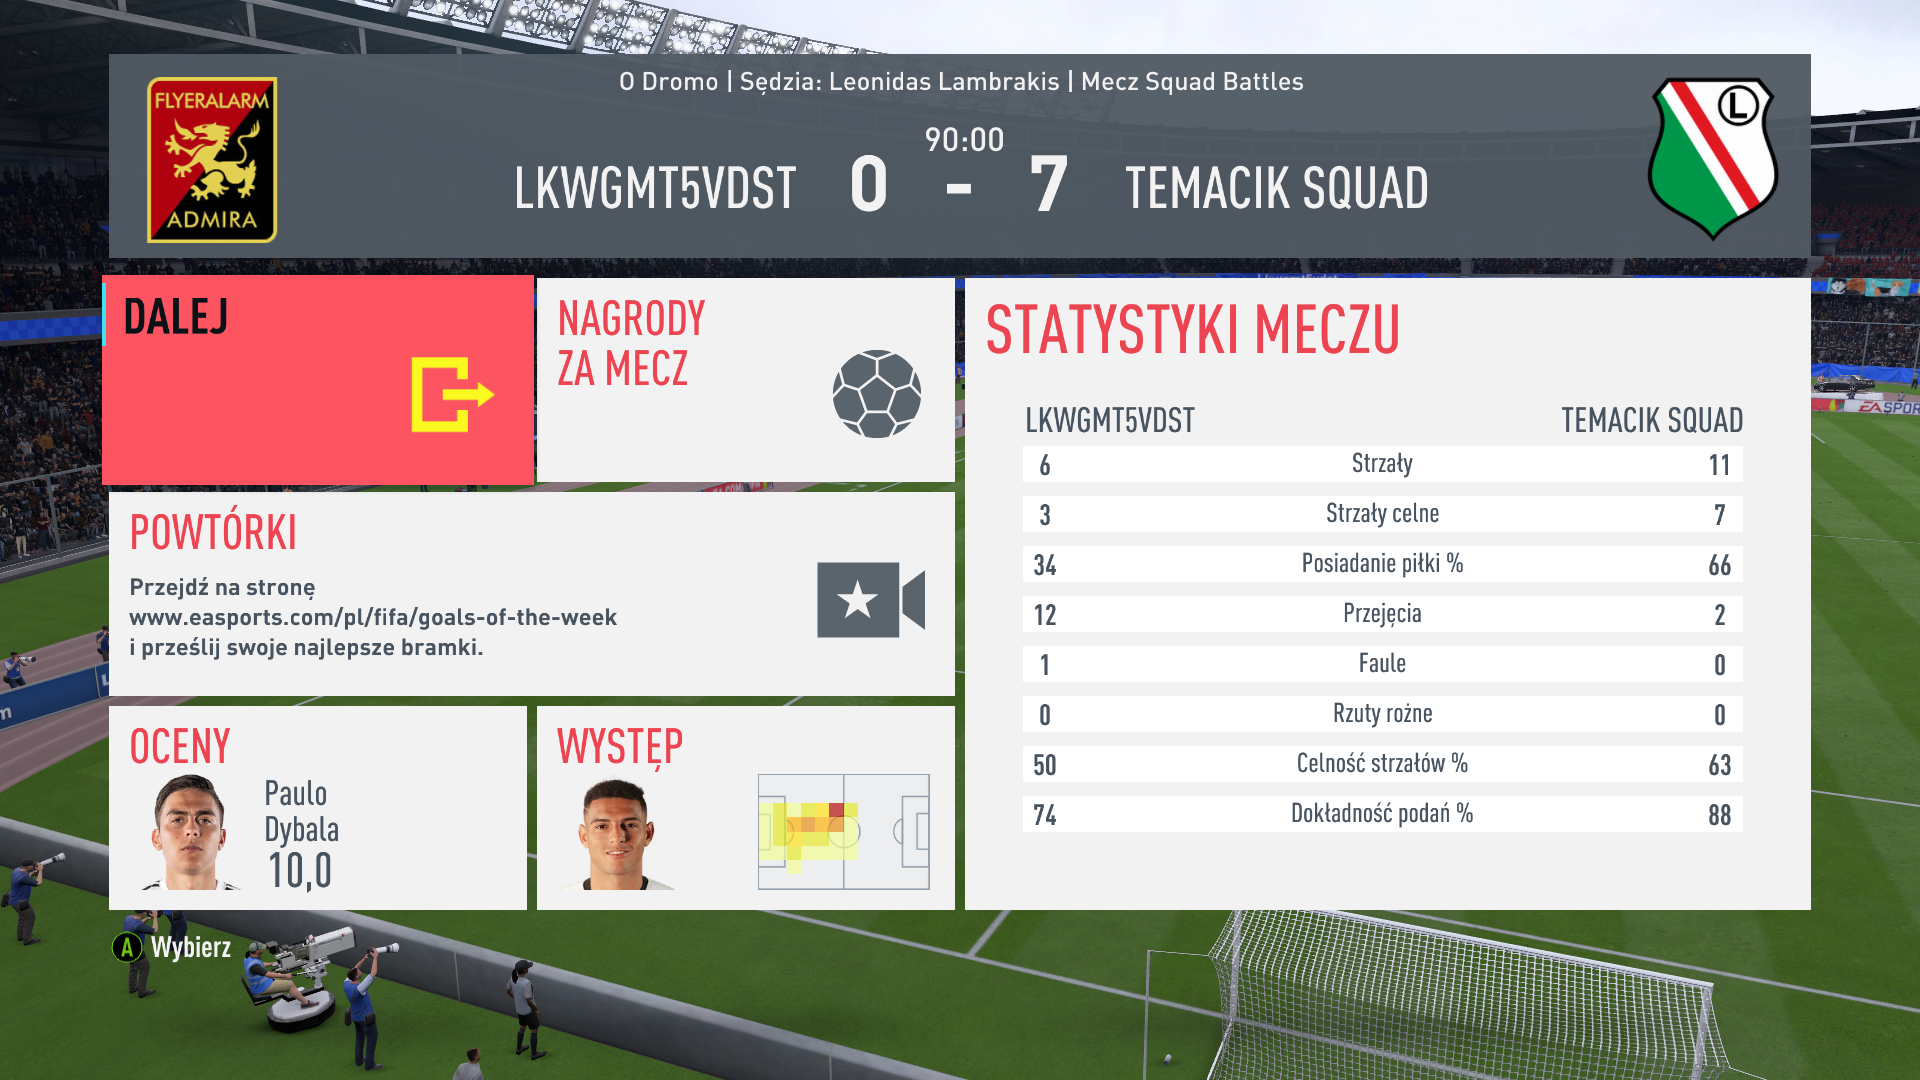 FLYERALARM
ADMIRA
O Dromo | Sędzia: Leonidas Lambrakis | Mecz Squad Battles
90:00
LKWGMT5VDST 0 - 7 TEMACIK SQUAD
L
DALEJ
NAGRODY
ZA MECZ
POWTÓRKI
Przejdź na stronę
www.easports.com/pl/fifa/goals-of-the-week
i prześlij swoje najlepsze bramki.
OCENY
Paulo
Dybala
10,0
WYSTĘP
STATYSTYKI MECZU
LKWGMT5VDST TEMACIK SQUAD
6 Strzały 11
3 Strzały celne 7
34 Posiadanie piłki % 66
12 Przejęcia 2
1 Faule 0
0 Rzuty rożne 0
50 Celność strzałów % 63
74 Dokładność podań % 88
EA SPOR
A Wybierz